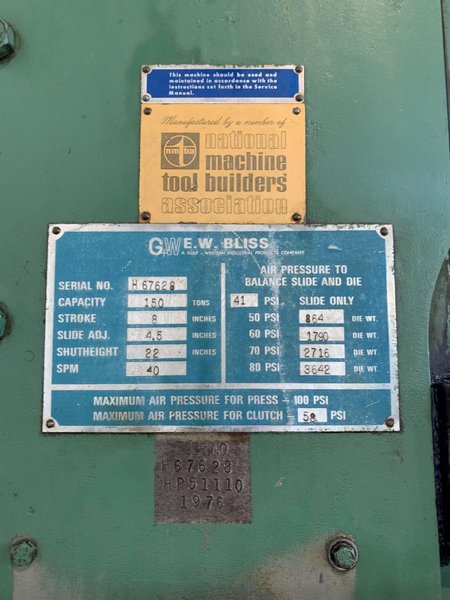 This machine should be used and
maintained in accordance with the
instructions set forth in the Service
Manual.
Manufactured by a member of
nm
ba
national
machine
tool builders'
association
GW E.W. BLISS
A GULF - WESTERN INDUSTRIAL PRODUCTS COMPANY
SERIAL NO. H 67628
CAPACITY 150 TONS
STROKE 8 INCHES
SLIDE ADJ. 4.5 INCHES
SHUTHEIGHT 22 INCHES
SPM 40
AIR PRESSURE TO
BALANCE SLIDE AND DIE
41 PSI. SLIDE ONLY
50 PSI 864 DIE WT.
60 PSI 1790 DIE WT.
70 PSI 2716 DIE WT.
80 PSI 3642 DIE WT.
MAXIMUM AIR PRESSURE FOR PRESS - 100 PSI
MAXIMUM AIR PRESSURE FOR CLUTCH - 58 PSI
H67628
HP51110
1976